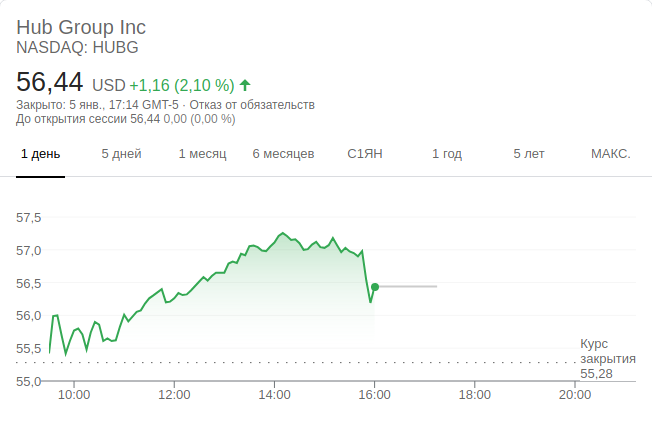 Hub Group Inc
NASDAQ: HUBG
56,44 USD +1,16 (2,10 %)
Закрыто: 5 янв., 17:14 GMT-5 · Отказ от обязательств
До открытия сессии 56,44 0,00 (0,00 %)
1 день 5 дней 1 месяц 6 месяцев С1ЯН 1 год 5 лет МАКС.
57,5
57,0
56,5
56,0
55,5
55,0
Курс
закрытия
55,28
10:00 12:00 14:00 16:00 18:00 20:00